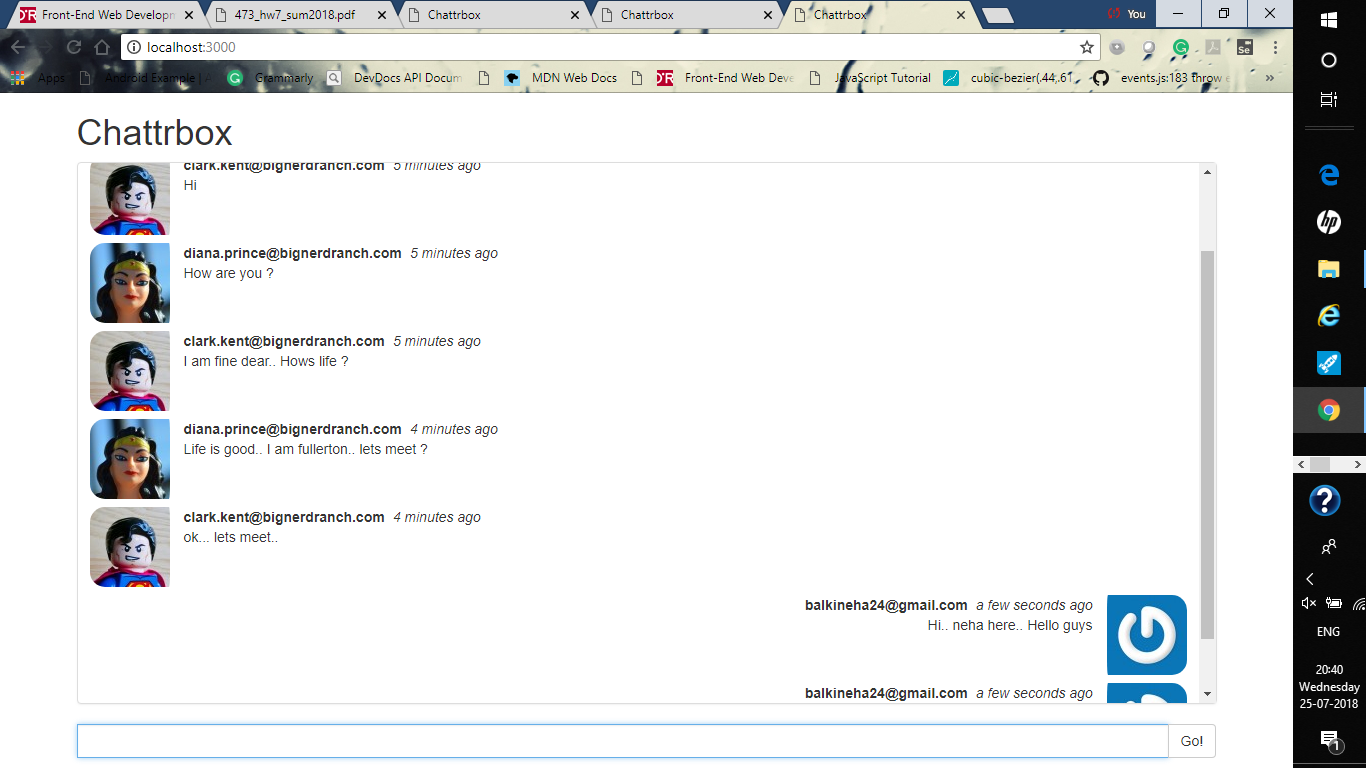 Front-End Web Developm
473_hw7_sum2018.pdf
Chattrbox
Chattrbox
Chattrbox
You
localhost:3000
Apps
Android Example
Grammarly
DevDocs API Docum
MDN Web Docs
Front-End Web Deve
JavaScript Tutorial
cubic-bezier(.44,.61
events.js:183 throw e
»
Chattrbox
clark.kent@bignerdranch.com 5 minutes ago
Hi
diana.prince@bignerdranch.com 5 minutes ago
How are you ?
clark.kent@bignerdranch.com 5 minutes ago
I am fine dear.. Hows life ?
diana.prince@bignerdranch.com 4 minutes ago
Life is good.. I am fullerton.. lets meet ?
clark.kent@bignerdranch.com 4 minutes ago
ok... lets meet..
balkineha24@gmail.com a few seconds ago
Hi.. neha here.. Hello guys
balkineha24@gmail.com a few seconds ago
Go!
ENG
20:40
Wednesday
25-07-2018
1